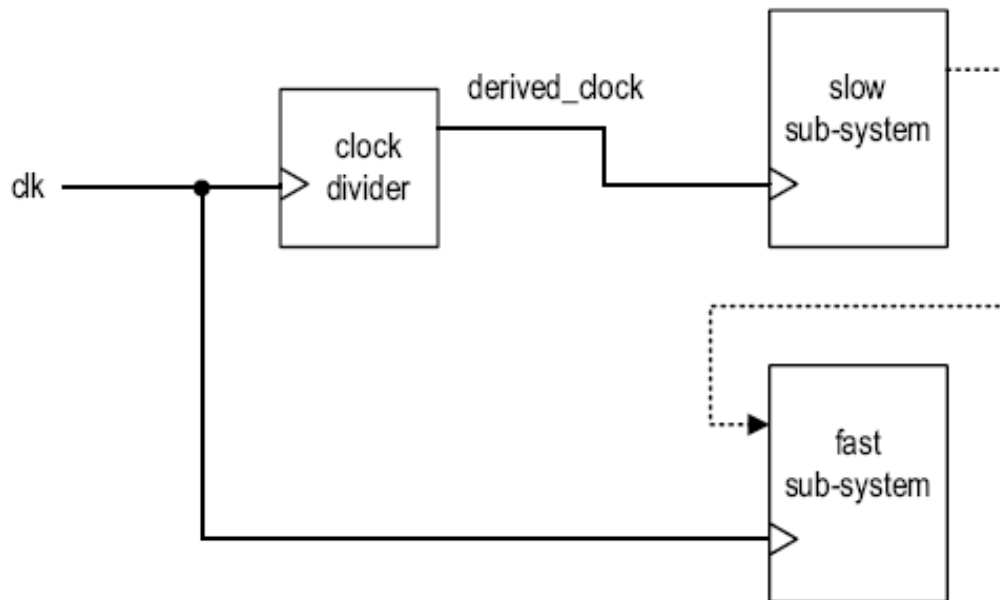 derived_clock
slow
sub-system
clock
divider
clk
fast
sub-system